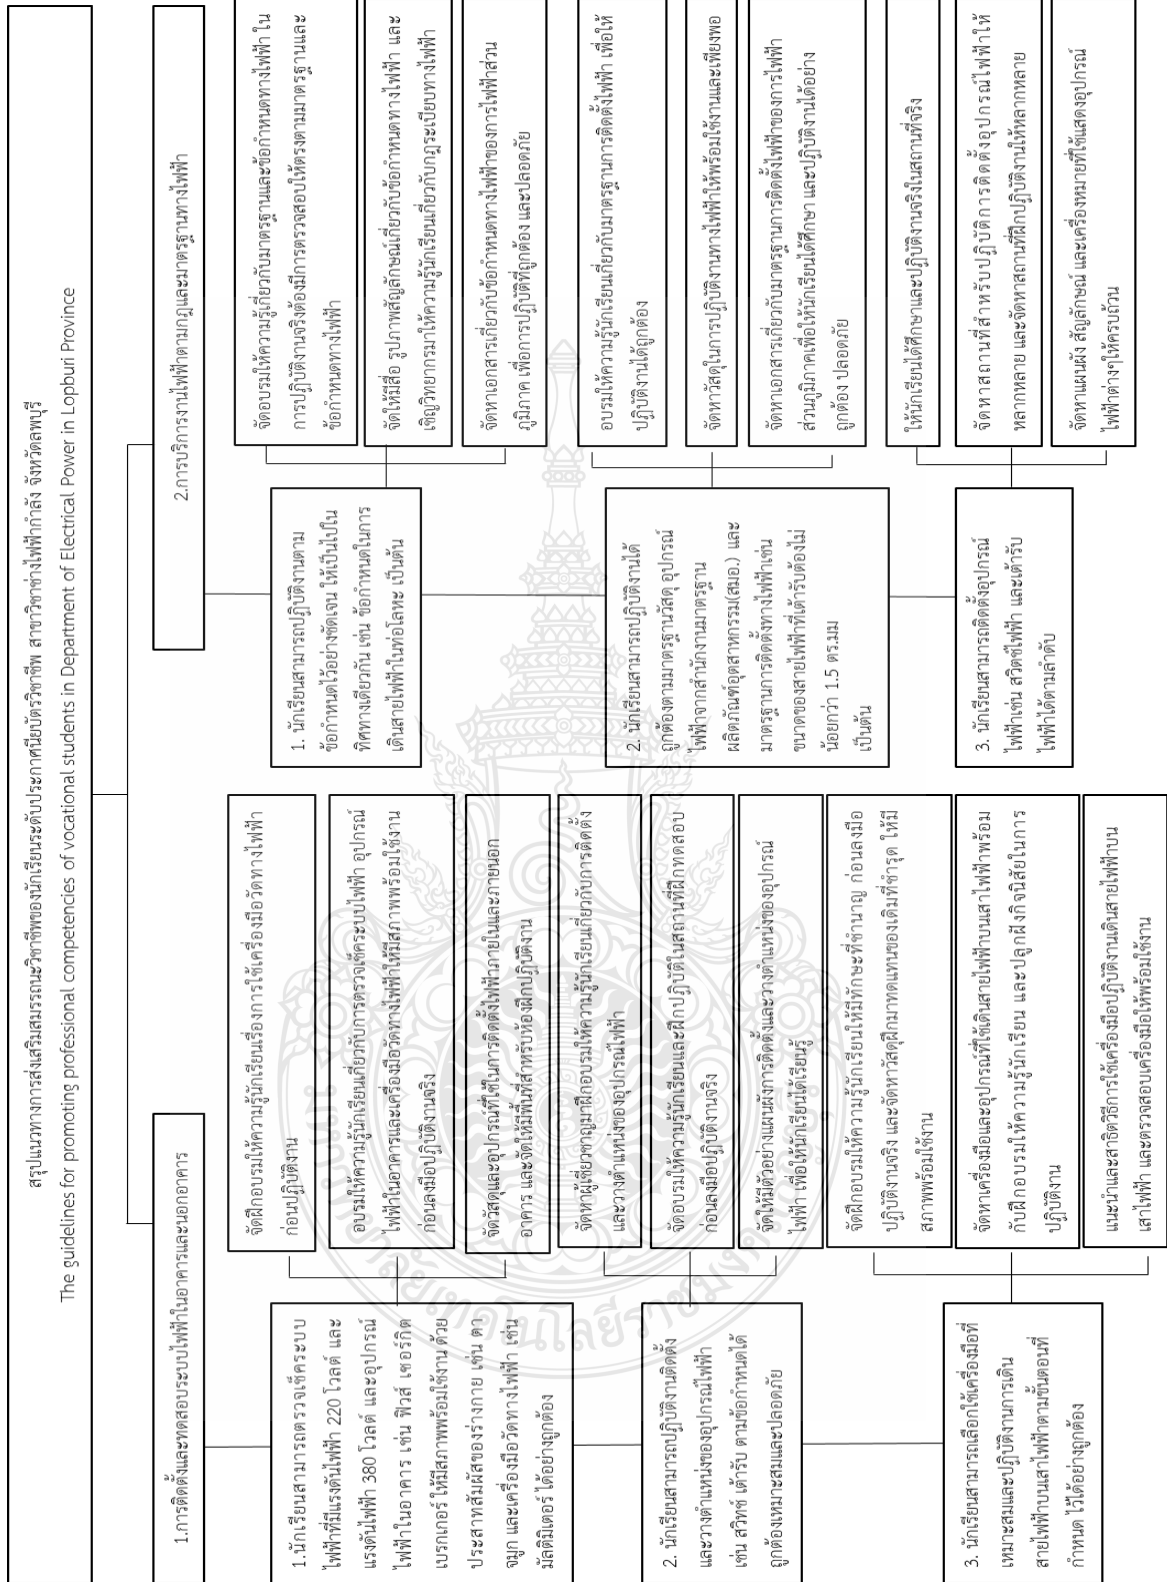 สรุปแนวทางการส่งเสริมสมรรถนะวิชาชีพของนักเรียนระดับประกาศนียบัตรวิชาชีพ สาขาวิชาช่างไฟฟ้ากำลัง จังหวัดลพบุรี
The guidelines for promoting professional competencies of vocational students in Department of Electrical Power in Lopburi Province
1.การติดตั้งและทดสอบระบบไฟฟ้าในอาคารและนอกอาคาร
1.นักเรียนสามารถตรวจเช็คระบบ
ไฟฟ้าที่มีแรงดันไฟฟ้า 220 โวลต์ และ
แรงดันไฟฟ้า 380 โวลต์ และอุปกรณ์
ไฟฟ้าในอาคาร เช่น ฟิวส์ เซอร์กิต
เบรกเกอร์ ให้มีสภาพพร้อมใช้งาน ด้วย
ประสาทสัมผัสของร่างกาย เช่น ตา
จมูก และเครื่องมือวัดทางไฟฟ้า เช่น
มัลติมิเตอร์ ได้อย่างถูกต้อง
จัดฝึกอบรมให้ความรู้นักเรียนเรื่องการใช้เครื่องมือวัดทางไฟฟ้า
ก่อนปฏิบัติงาน
อบรมให้ความรู้นักเรียนเกี่ยวกับการตรวจเช็คระบบไฟฟ้า อุปกรณ์
ไฟฟ้าในอาคารและเครื่องมือวัดทางไฟฟ้าให้มีสภาพพร้อมใช้งาน
ก่อนลงมือปฏิบัติงานจริง
จัดวัสดุและอุปกรณ์ที่ใช้ในการติดตั้งไฟฟ้าภายในและภายนอก
อาคาร และจัดให้มีพื้นที่สำหรับห้องฝึกปฏิบัติงาน
2. นักเรียนสามารถปฏิบัติงานติดตั้ง
และวางตำแหน่งของอุปกรณ์ไฟฟ้า
เช่น สวิทช์ เต้ารับ ตามข้อกำหนดได้
ถูกต้องเหมาะสมและปลอดภัย
จัดหาผู้เชี่ยวชาญมาฝึกอบรมให้ความรู้นักเรียนเกี่ยวกับการติดตั้ง
และวางตำแหน่งของอุปกรณ์ไฟฟ้า
จัดอบรมให้ความรู้นักเรียนและฝึกปฏิบัติในสถานที่ฝึกทดสอบ
ก่อนลงมือปฏิบัติงานจริง
จัดให้มีตัวอย่างแผนผังการติดตั้งและวางตำแหน่งของอุปกรณ์
ไฟฟ้า เพื่อให้นักเรียนได้เรียนรู้
3. นักเรียนสามารถเลือกใช้เครื่องมือที่
เหมาะสมและปฏิบัติงานการเดิน
สายไฟฟ้าบนเสาไฟฟ้าตามขั้นตอนที่
กำหนด ไว้ได้อย่างถูกต้อง
จัดฝึกอบรมให้ความรู้นักเรียนให้มีทักษะที่ชำนาญ ก่อนลงมือ
ปฏิบัติงานจริง และจัดหาวัสดุฝึกมาทดแทนของเดิมที่ชำรุด ให้มี
สภาพพร้อมใช้งาน
จัดหาเครื่องมือและอุปกรณ์ที่ใช้เดินสายไฟฟ้าบนเสาไฟฟ้าพร้อม
กับฝึกอบรมให้ความรู้นักเรียน และปลูกฝังกิจนิสัยในการ
ปฏิบัติงาน
แนะนำและสาธิตวิธีการใช้เครื่องมือปฏิบัติงานเดินสายไฟฟ้าบน
เสาไฟฟ้า และตรวจสอบเครื่องมือให้พร้อมใช้งาน
2.การบริการงานไฟฟ้าตามกฎและมาตรฐานทางไฟฟ้า
1. นักเรียนสามารถปฏิบัติงานตาม
ข้อกำหนดไว้อย่างชัดเจน ให้เป็นไปใน
ทิศทางเดียวกัน เช่น ข้อกำหนดในการ
เดินสายไฟฟ้าในท่อโลหะ เป็นต้น
จัดอบรมให้ความรู้เกี่ยวกับมาตรฐานและข้อกำหนดทางไฟฟ้า ใน
การปฏิบัติงานจริงต้องมีการตรวจสอบให้ตรงตามมาตรฐานและ
ข้อกำหนดทางไฟฟ้า
จัดให้มีสื่อ รูปภาพสัญลักษณ์เกี่ยวกับข้อกำหนดทางไฟฟ้า และ
เชิญวิทยากรมาให้ความรู้นักเรียนเกี่ยวกับกฎระเบียบทางไฟฟ้า
จัดหาเอกสารเกี่ยวกับข้อกำหนดทางไฟฟ้าของการไฟฟ้าส่วน
ภูมิภาค เพื่อการปฏิบัติที่ถูกต้อง และปลอดภัย
2. นักเรียนสามารถปฏิบัติงานได้
ถูกต้องตามมาตรฐานวัสดุ อุปกรณ์
ไฟฟ้าจากสำนักงานมาตรฐาน
ผลิตภัณฑ์อุตสาหกรรม(สมอ.) และ
มาตรฐานการติดตั้งทางไฟฟ้าเช่น
ขนาดของสายไฟฟ้าที่เต้ารับต้องไม่
น้อยกว่า 1.5 ตร.มม
เป็นต้น
อบรมให้ความรู้นักเรียนเกี่ยวกับมาตรฐานการติดตั้งไฟฟ้า เพื่อให้
ปฏิบัติงานได้ถูกต้อง
จัดหาวัสดุในการปฏิบัติงานทางไฟฟ้าให้พร้อมใช้งานและเพียงพอ
จัดหาเอกสารเกี่ยวกับมาตรฐานการติดตั้งไฟฟ้าของการไฟฟ้า
ส่วนภูมิภาคเพื่อให้นักเรียนได้ศึกษา และปฏิบัติงานได้อย่าง
ถูกต้อง ปลอดภัย
3. นักเรียนสามารถติดตั้งอุปกรณ์
ไฟฟ้าเช่น สวิตซ์ไฟฟ้า และเต้ารับ
ไฟฟ้าได้ตามลำดับ
ให้นักเรียนได้ศึกษาและปฏิบัติงานจริงในสถานที่จริง
จัดหาสถานที่สำหรับปฏิบัติการติดตั้งอุปกรณ์ไฟฟ้าให้
หลากหลาย และจัดหาสถานที่ฝึกปฏิบัติงานให้หลากหลาย
จัดหาแผนผัง สัญลักษณ์ และเครื่องหมายที่ใช้แสดงอุปกรณ์
ไฟฟ้าต่างๆให้ครบถ้วน